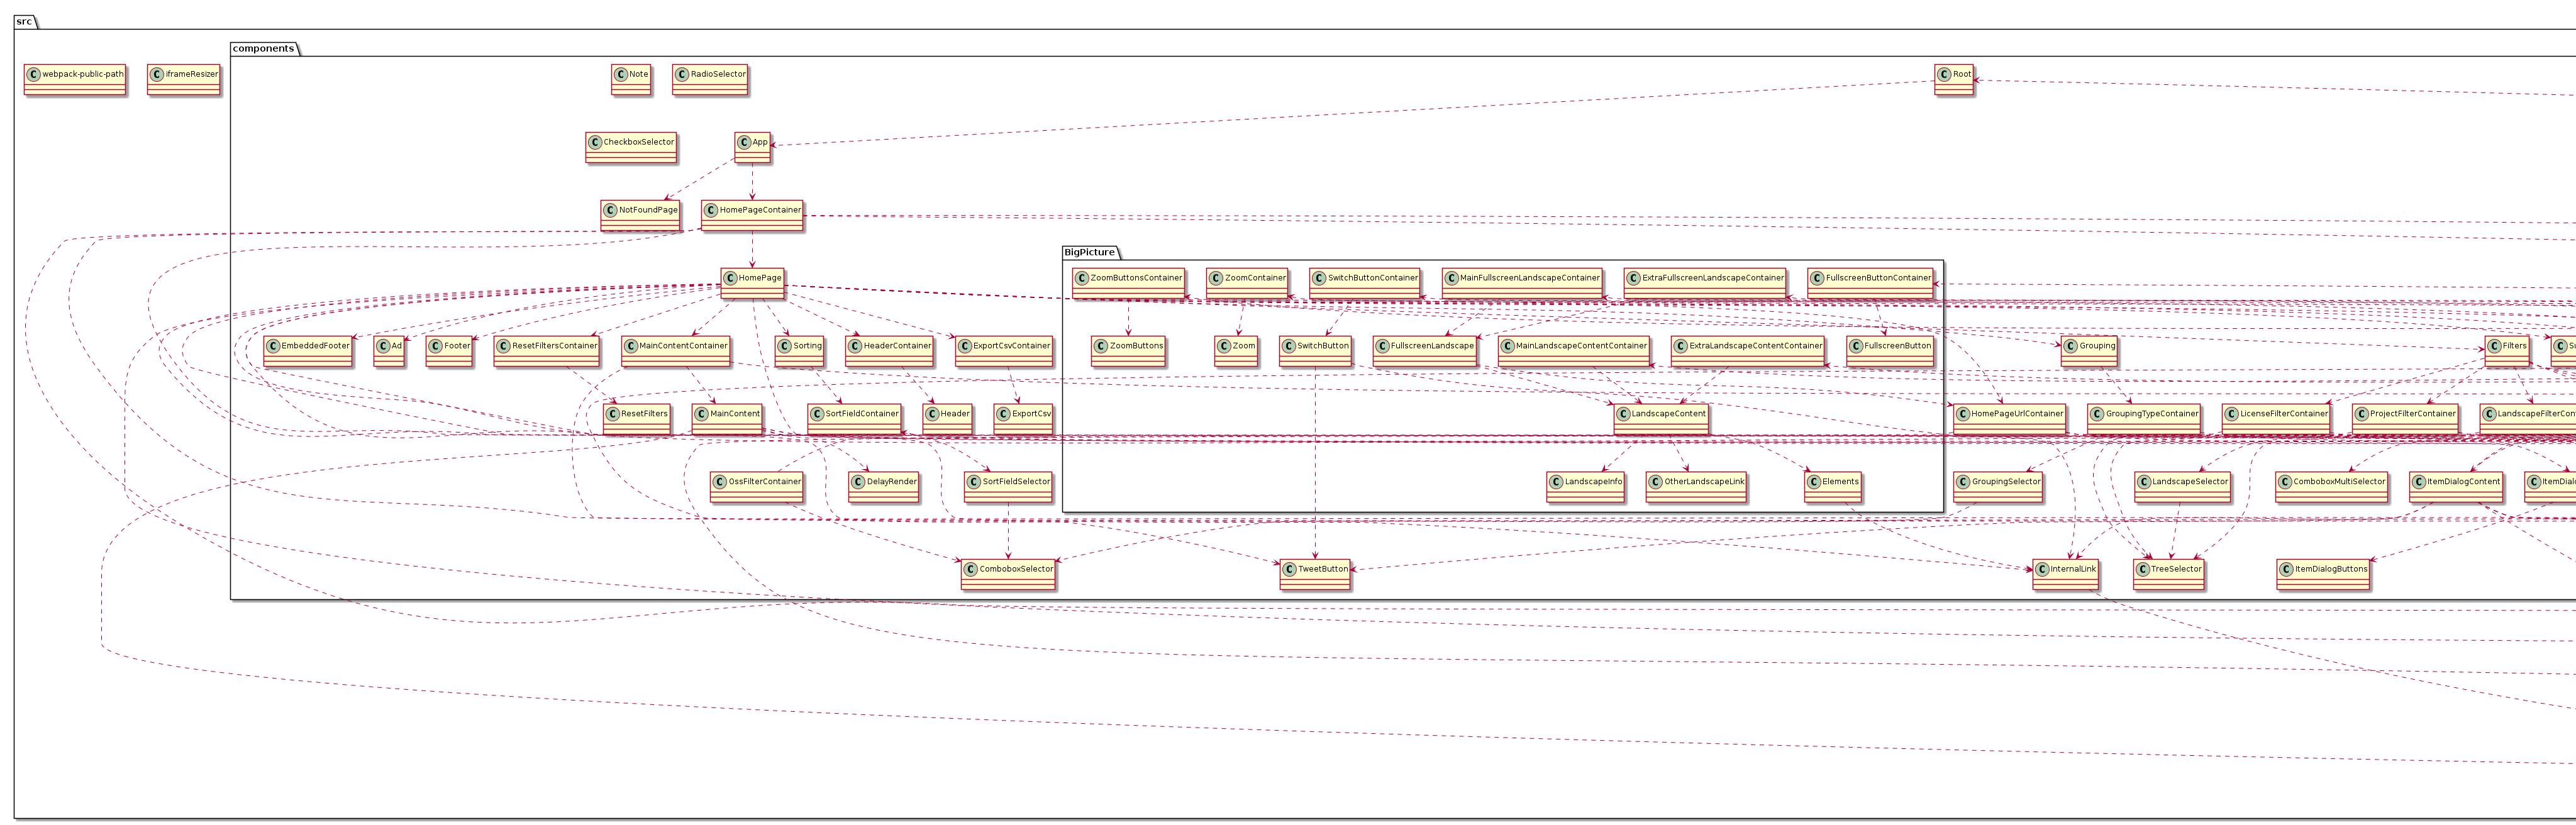 src
components
webpack-public-path
iframeResizer
Note
RadioSelector
Root
CheckboxSelector
App
NotFoundPage
HomePageContainer
BigPicture
HomePage
ZoomButtonsContainer
ZoomContainer
SwitchButtonContainer
MainFullscreenLandscapeContainer
ExtraFullscreenLandscapeContainer
FullscreenButtonContainer
EmbeddedFooter
Ad
Footer
ResetFiltersContainer
MainContentContainer
Sorting
HeaderContainer
ExportCsvContainer
ZoomButtons
Zoom
SwitchButton
FullscreenLandscape
MainLandscapeContentContainer
ExtraLandscapeContentContainer
FullscreenButton
Grouping
Filters
Su
ResetFilters
MainContent
SortFieldContainer
Header
ExportCsv
LandscapeContent
HomePageUrlContainer
GroupingTypeContainer
LicenseFilterContainer
ProjectFilterContainer
LandscapeFilterCon
OssFilterContainer
DelayRender
SortFieldSelector
LandscapeInfo
OtherLandscapeLink
Elements
GroupingSelector
LandscapeSelector
ComboboxMultiSelector
ItemDialogContent
ItemDialo
ComboboxSelector
TweetButton
InternalLink
TreeSelector
ItemDialogButtons